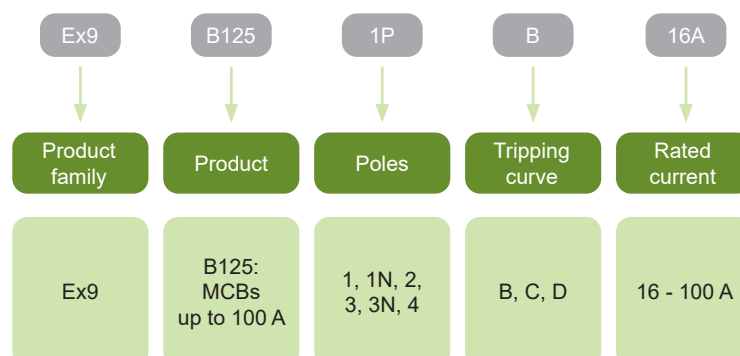 Ex9 B125 1P B 16A
Product family
Product
Poles
Tripping curve
Rated current
Ex9
B125:
MCBs
up to 100 A
1, 1N, 2,
3, 3N, 4
B, C, D
16 - 100 A